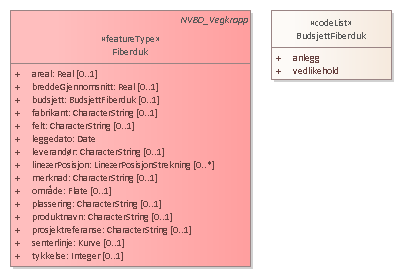 NVBD_Vegkropp
«featureType»
Fiberduk
+ areal: Real [0..1]
+ breddeGjennomsnitt: Real [0..1]
+ budsjett: BudsjettFiberduk [0..1]
+ fabrikant: CharacterString [0..1]
+ felt: CharacterString [0..1]
+ leggedato: Date
+ leverandør: CharacterString [0..1]
+ linezerPosisjon: LinezerPosisjonStrekning [0..*]
+ merknad: CharacterString [0..1]
+ område: Flate [0..1]
+ plassering: CharacterString [0..1]
+ produktnavn: CharacterString [0..1]
+ prosjektreferanse: CharacterString [0..1]
+ senterlinje: Kurve [0..1]
+ tykkelse: Integer [0..1]
«codeList»
BudsjettFiberduk
+ anlegg
+ vedlikehold